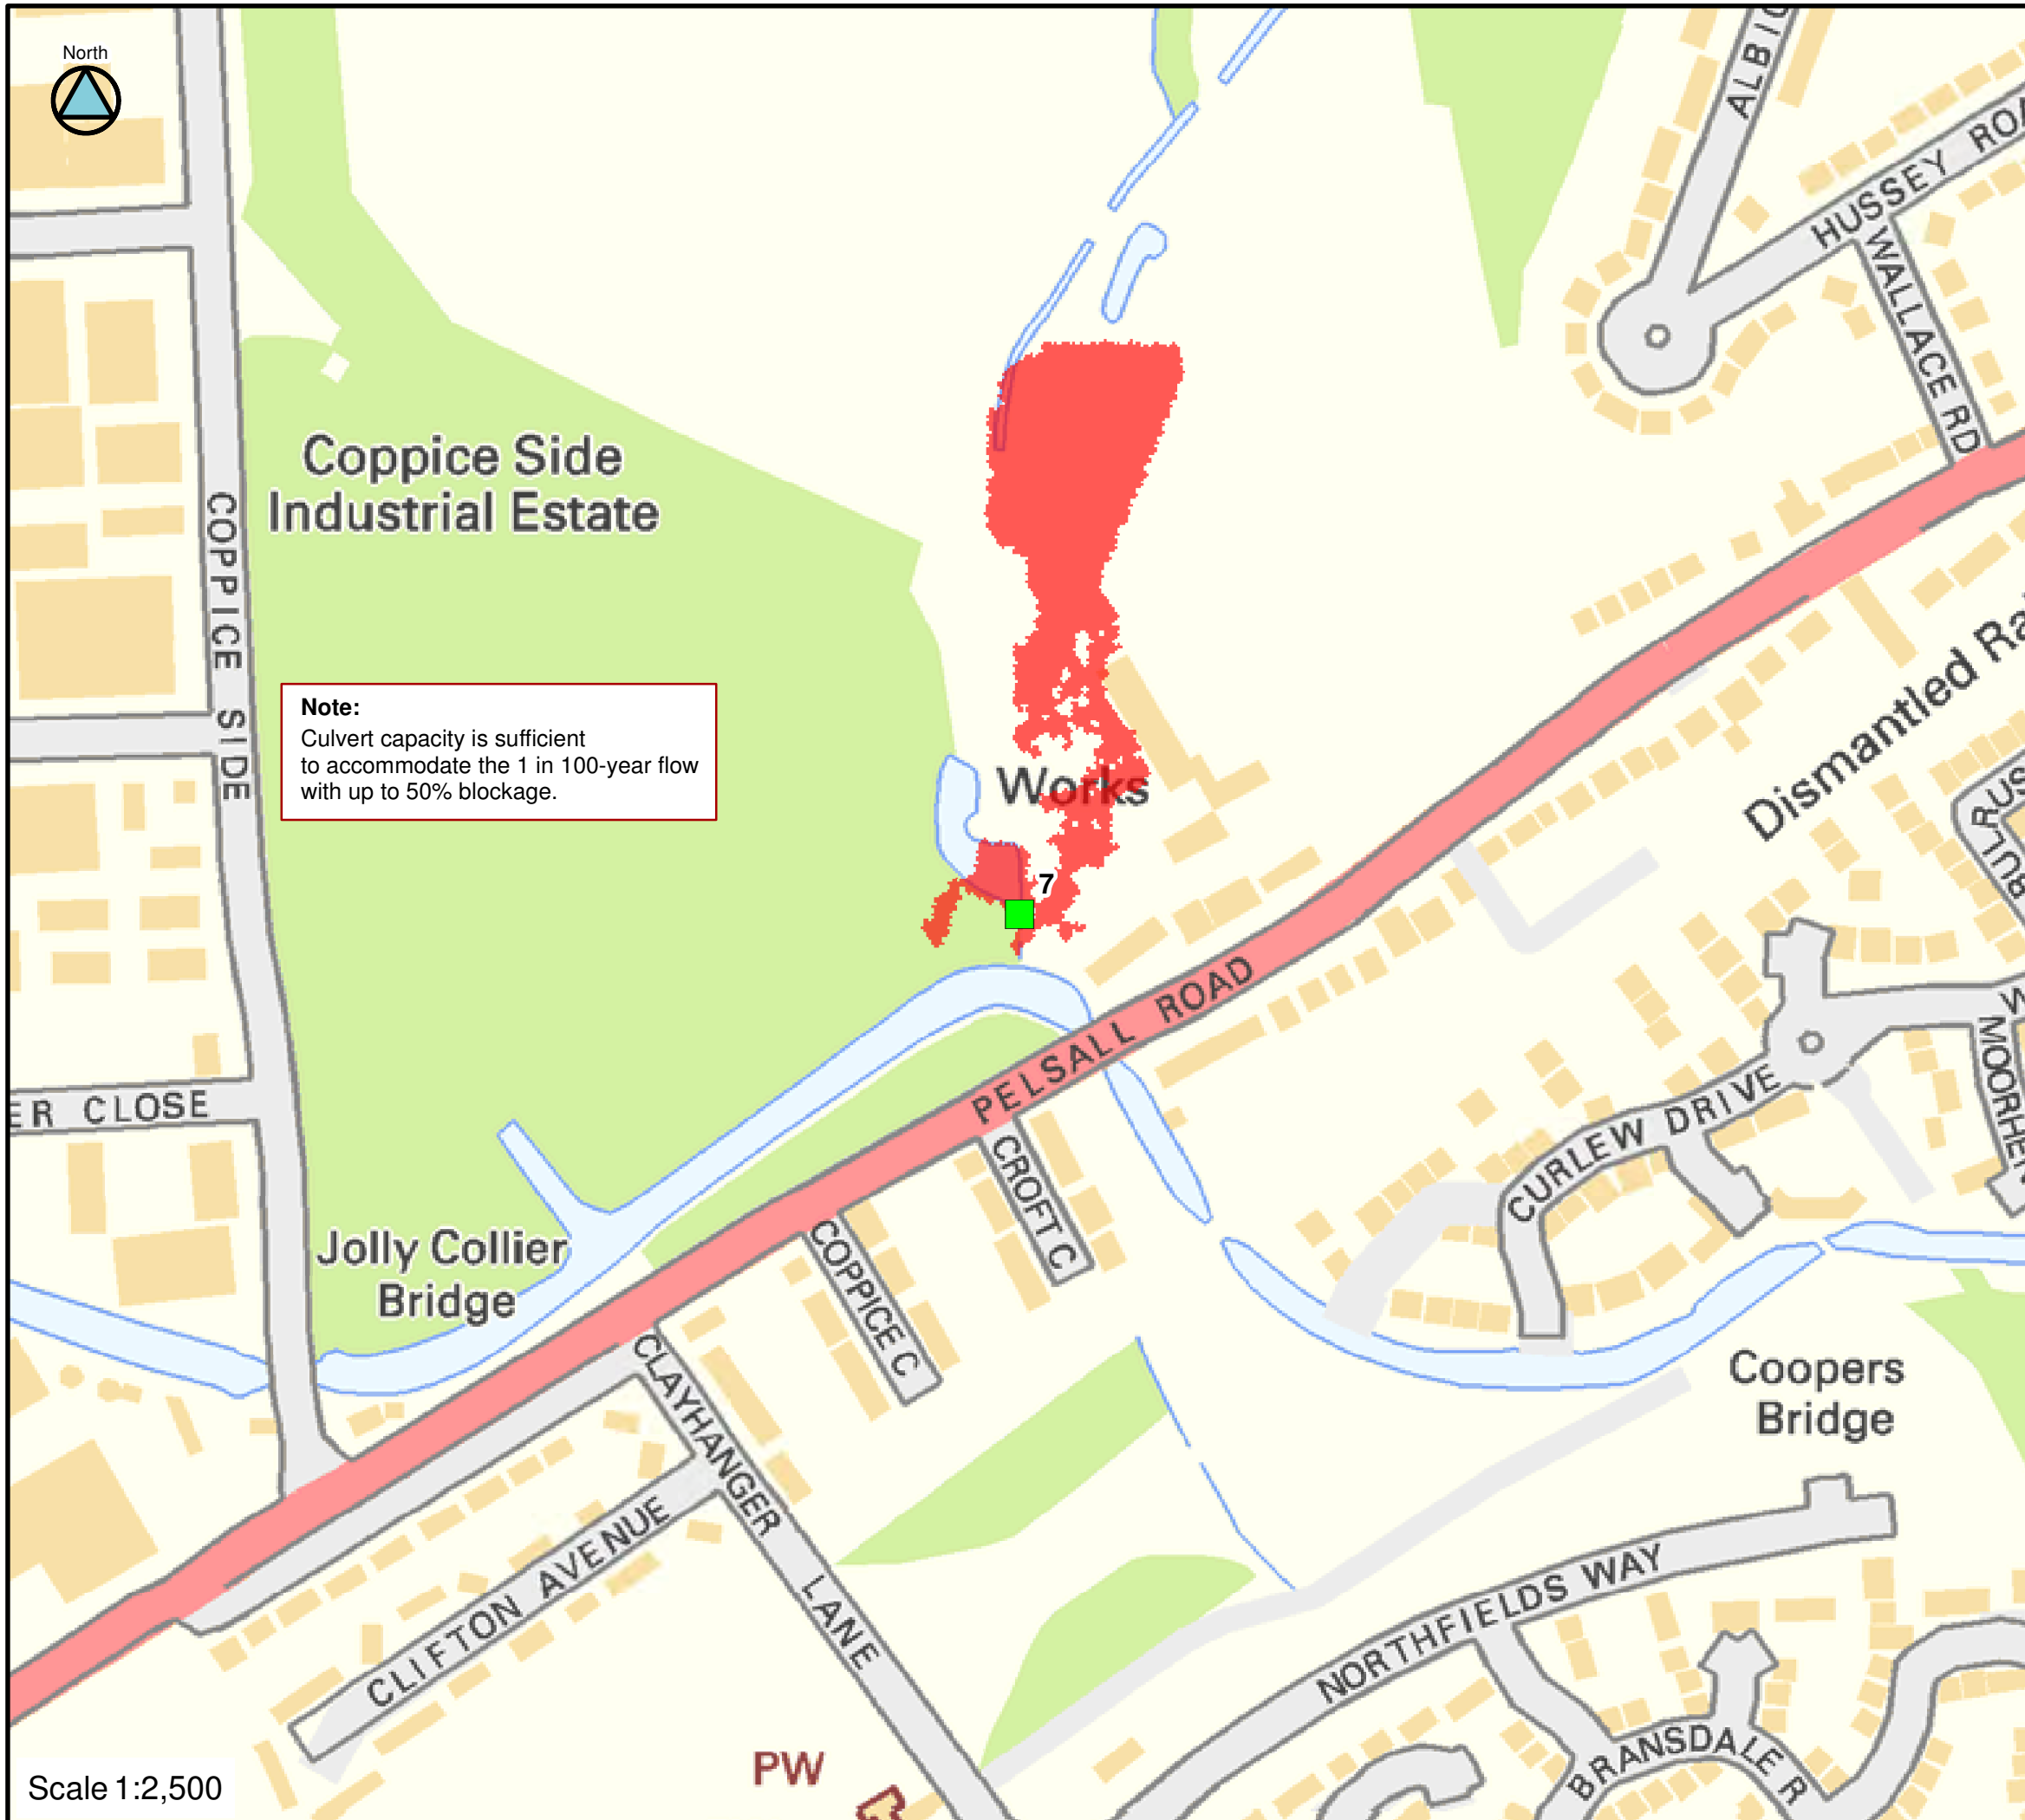 North
ALBIC
HUSSEY ROA
WALLACE RD
Coppice Side
Industrial Estate
COPPICE SIDE
Note:
Culvert capacity is sufficient
to accommodate the 1 in 100-year flow
with up to 50% blockage.
Works
7
Dismantled Ra
RUS
BULR
PELSALL ROAD
W
MOORHE
ER CLOSE
CURLEW DRIVE
CROFT C
COPPICE C
Jolly Collier
Bridge
CLAYHANGER LANE
Coopers
Bridge
CLIFTON AVENUE
NORTHFIELDS WAY
BRANSDALE R
PW
Scale 1:2,500